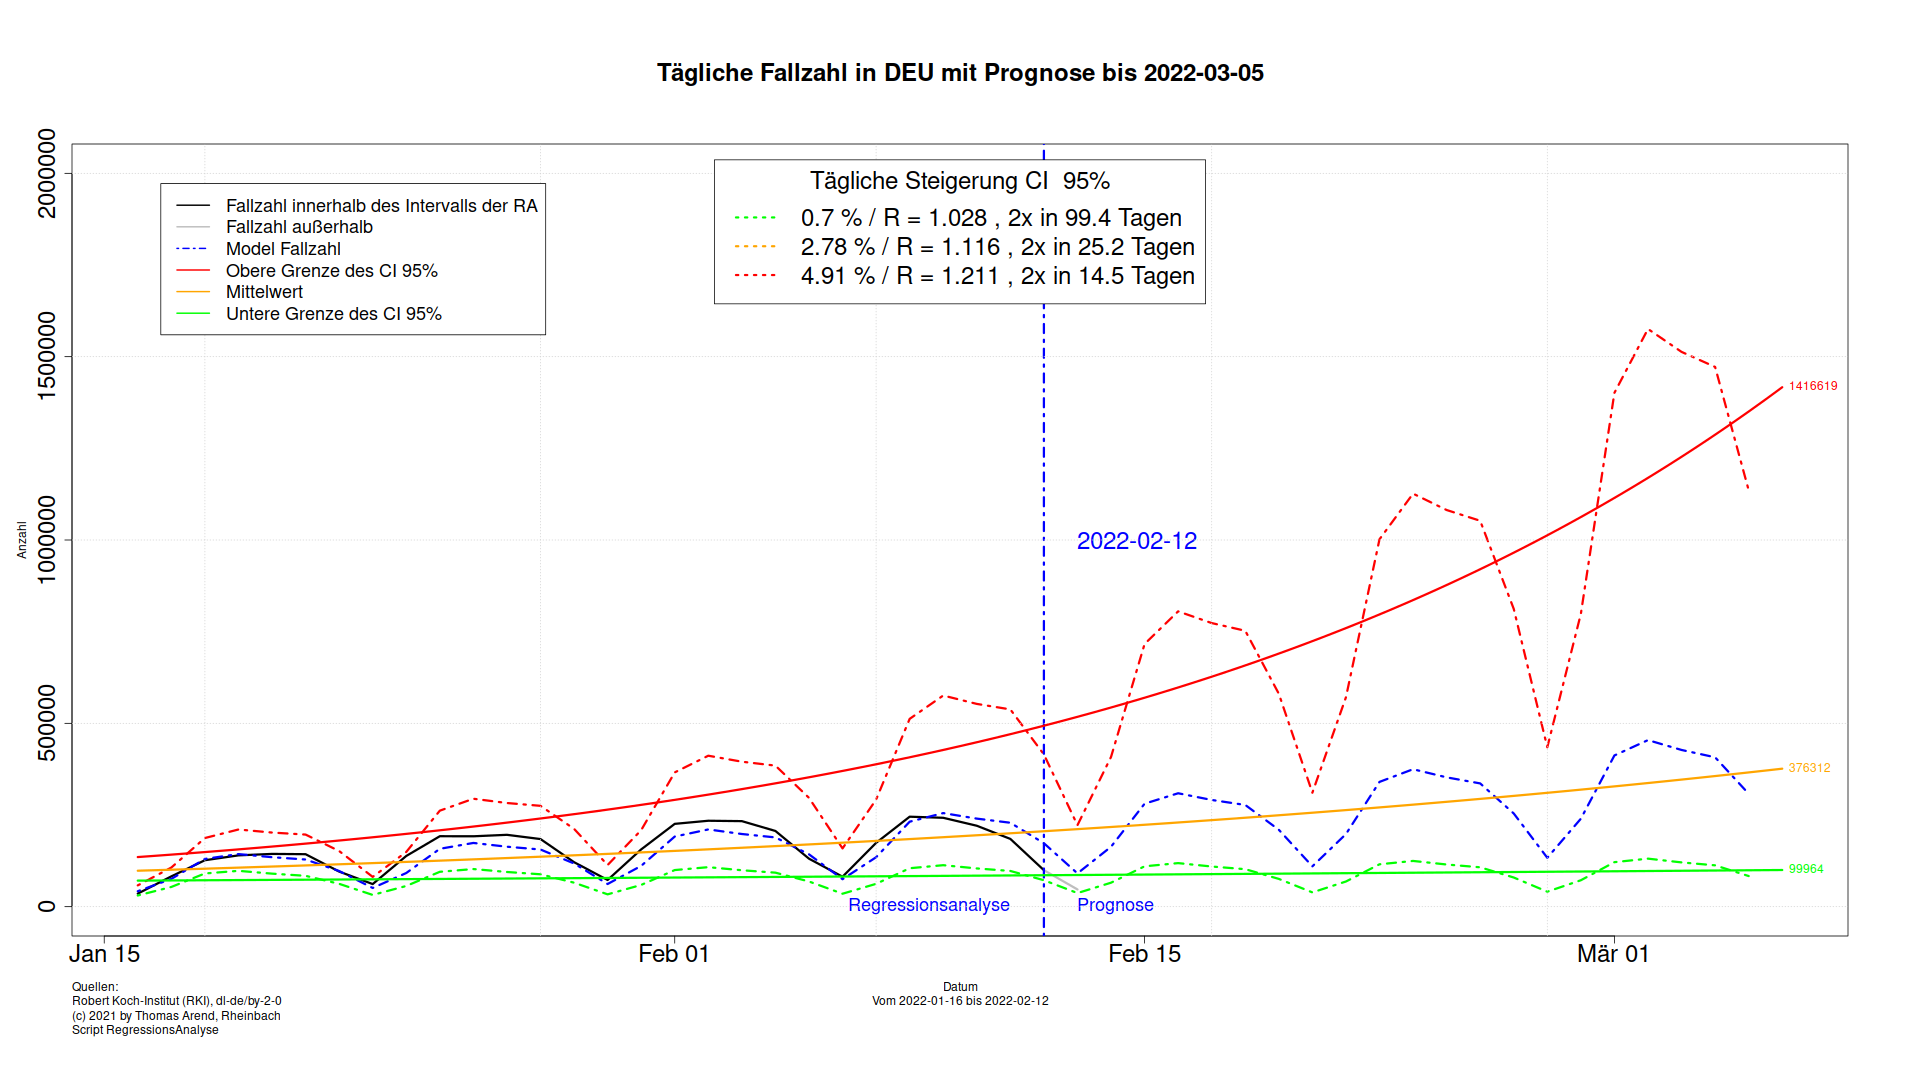 Tägliche Fallzahl in DEU mit Prognose bis 2022-03-05
Anzahl
2000000
1500000
1000000
500000
0
Fallzahl innerhalb des Intervalls der RA
Fallzahl außerhalb
Model Fallzahl
Obere Grenze des CI 95%
Mittelwert
Untere Grenze des CI 95%
Tägliche Steigerung CI 95%
0.7 % / R = 1.028 , 2x in 99.4 Tagen
2.78 % / R = 1.116 , 2x in 25.2 Tagen
4.91 % / R = 1.211 , 2x in 14.5 Tagen
1416619
2022-02-12
376312
99964
Regressionsanalyse
Prognose
Jan 15
Feb 01
Feb 15
Mär 01
Datum
Vom 2022-01-16 bis 2022-02-12
Quellen:
Robert Koch-Institut (RKI), dl-de/by-2-0
(c) 2021 by Thomas Arend, Rheinbach
Script RegressionsAnalyse